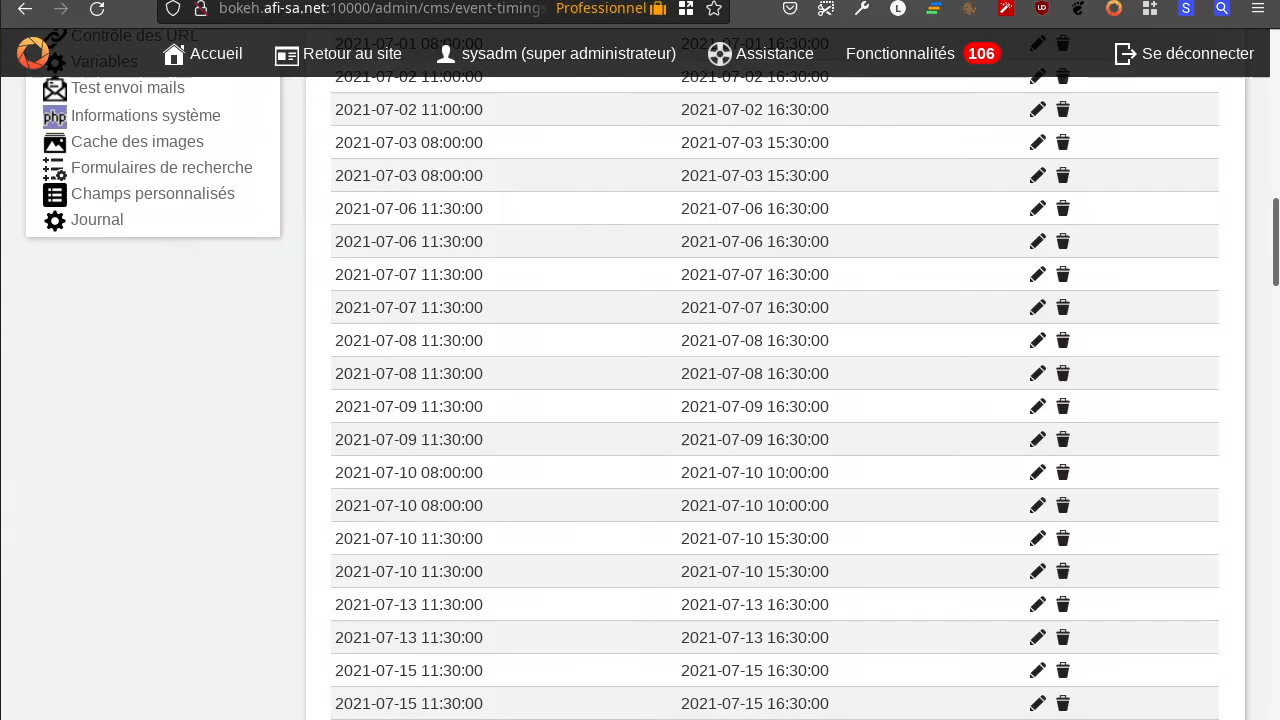 bokeh.afi-sa.net:10000/admin/cms/event-timings Professionnel
Accueil Retour au site sysadm (super administrateur) Assistance Fonctionnalités 106 Se déconnecter
Contrôle des URL
Variables
Test envoi mails
php Informations système
Cache des images
Formulaires de recherche
Champs personnalisés
Journal
2021-07-02 11:00:00 2021-07-02 16:30:00
2021-07-02 11:00:00 2021-07-02 16:30:00
2021-07-03 08:00:00 2021-07-03 15:30:00
2021-07-03 08:00:00 2021-07-03 15:30:00
2021-07-06 11:30:00 2021-07-06 16:30:00
2021-07-06 11:30:00 2021-07-06 16:30:00
2021-07-07 11:30:00 2021-07-07 16:30:00
2021-07-07 11:30:00 2021-07-07 16:30:00
2021-07-08 11:30:00 2021-07-08 16:30:00
2021-07-08 11:30:00 2021-07-08 16:30:00
2021-07-09 11:30:00 2021-07-09 16:30:00
2021-07-09 11:30:00 2021-07-09 16:30:00
2021-07-10 08:00:00 2021-07-10 10:00:00
2021-07-10 08:00:00 2021-07-10 10:00:00
2021-07-10 11:30:00 2021-07-10 15:30:00
2021-07-10 11:30:00 2021-07-10 15:30:00
2021-07-13 11:30:00 2021-07-13 16:30:00
2021-07-13 11:30:00 2021-07-13 16:30:00
2021-07-15 11:30:00 2021-07-15 16:30:00
2021-07-15 11:30:00 2021-07-15 16:30:00